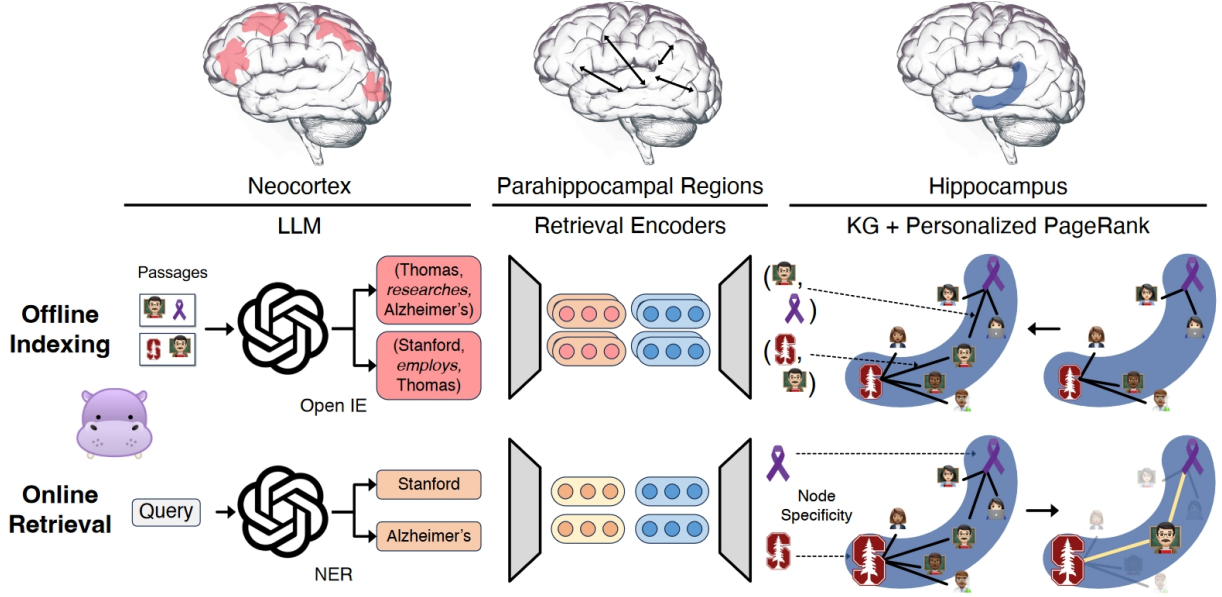 Neocortex
Parahippocampal Regions
Hippocampus
LLM
Retrieval Encoders
KG + Personalized PageRank
Offline
Indexing
Passages
S
(Thomas,
researches,
Alzheimer's)
(Stanford,
employs,
Thomas)
Open IE
( ,
)
(S,
)
S
S
Online
Retrieval
Query
Stanford
Alzheimer's
NER
Node
Specificity
S
S
S